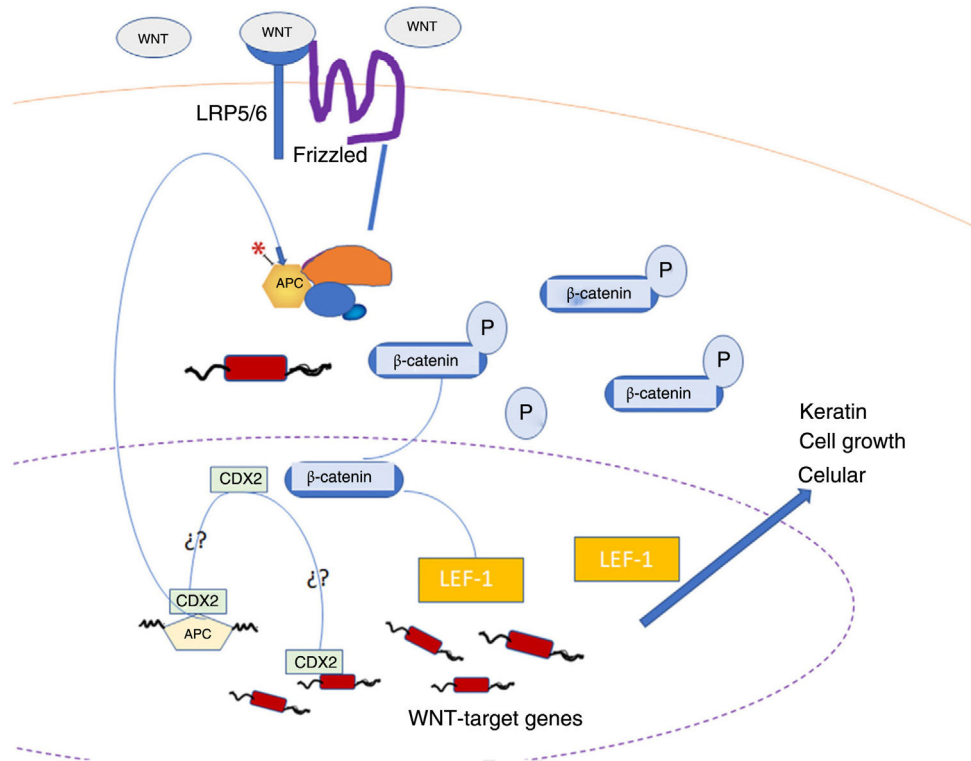 WNT
WNT
WNT
LRP5/6
Frizzled
*
APC
β-catenin
P
β-catenin
P
β-catenin
P
P
Keratin
Cell growth
Celular
CDX2
β-catenin
¿?
¿?
LEF-1
LEF-1
CDX2
APC
CDX2
WNT-target genes